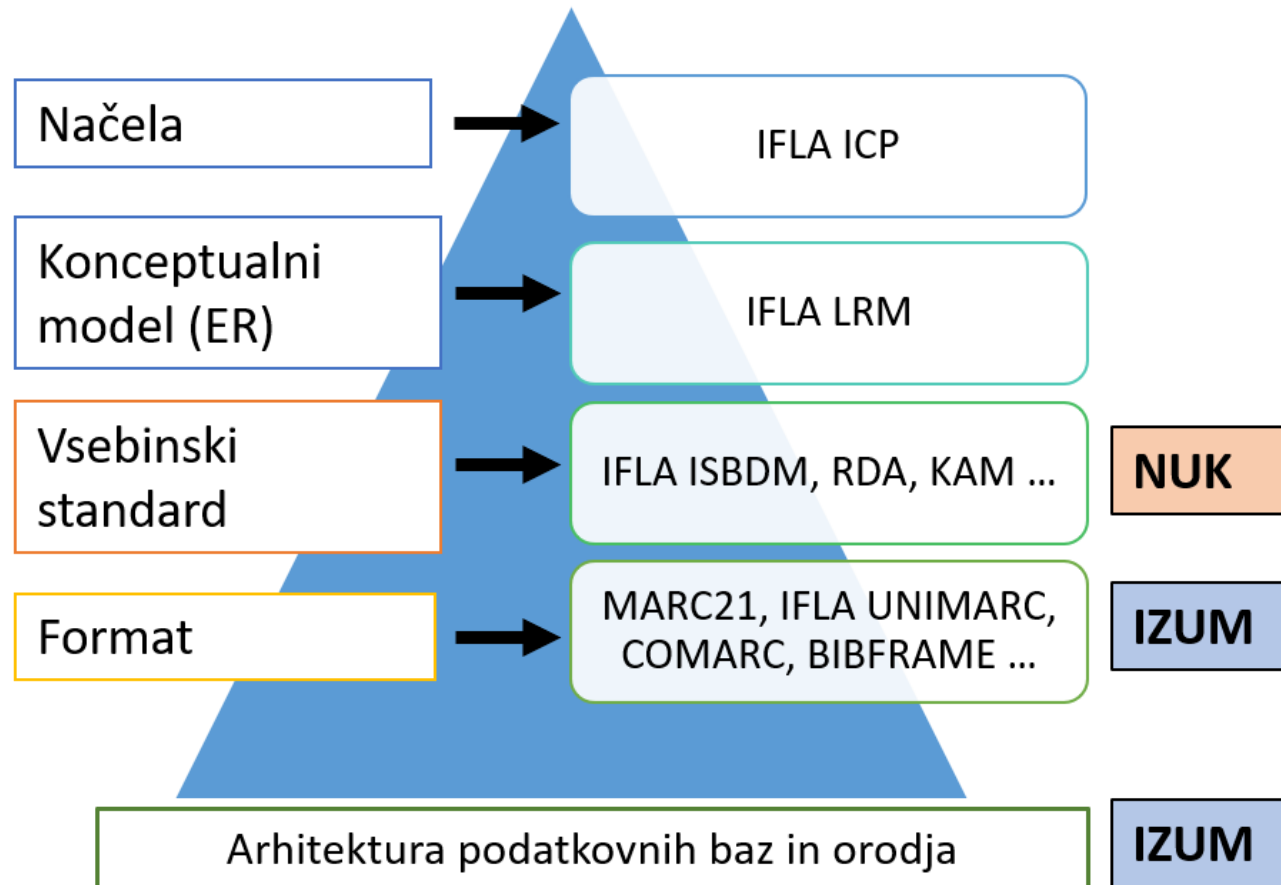 Načela
IFLA ICP
Konceptualni
model (ER)
IFLA LRM
Vsebinski
standard
IFLA ISBDM, RDA, KAM ...
NUK
Format
MARC21, IFLA UNIMARC,
COMARC, BIBFRAME ...
IZUM
Arhitektura podatkovnih baz in orodja
IZUM